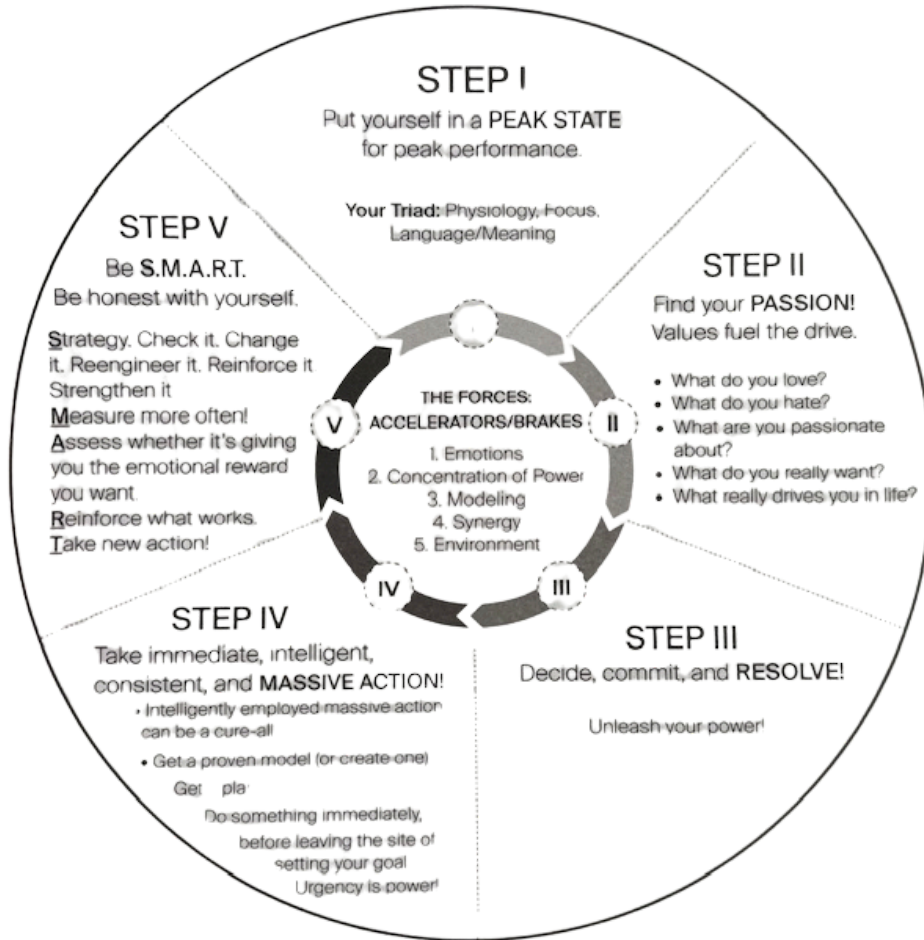 STEP I
Put yourself in a PEAK STATE
for peak performance.
Your Triad: Physiology, Focus,
Language/Meaning
STEP II
Find your PASSION!
Values fuel the drive.
• What do you love?
• What do you hate?
• What are you passionate
about?
• What do you really want?
• What really drives you in life?
STEP III
Decide, commit, and RESOLVE!
Unleash your power!
STEP IV
Take immediate, intelligent,
consistent, and MASSIVE ACTION!
• Intelligently employed massive action
can be a cure-all
• Get a proven model (or create one)
Get
Do something immediately,
before leaving the site of
setting your goal
Urgency is power!
STEP V
Be S.M.A.R.T.
Be honest with yourself.
Strategy. Check it. Change
it. Reengineer it. Reinforce it
Strengthen it
Measure more often!
Assess whether it's giving
you the emotional reward
you want.
Reinforce what works.
Take new action!
THE FORCES:
ACCELERATORS/BRAKES
1. Emotions
2. Concentration of Power
3. Modeling
4. Synergy
5. Environment
II
III
IV
V